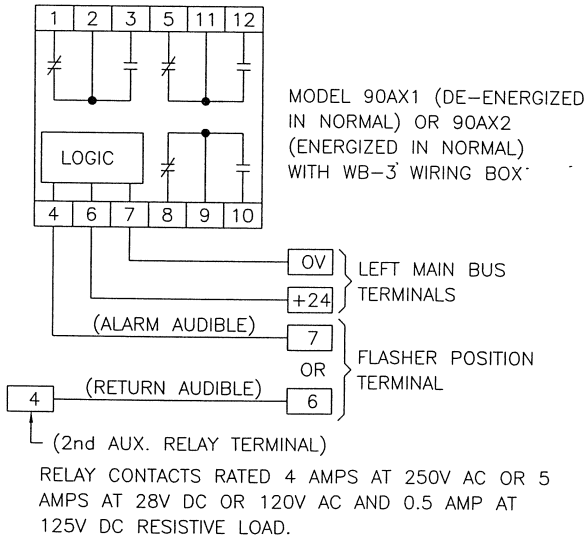 1 2 3 5 11 12
MODEL 90AX1 (DE-ENERGIZED
IN NORMAL) OR 90AX2
(ENERGIZED IN NORMAL)
WITH WB-3 WIRING BOX
LOGIC
4 6 7 8 9 10
0V
+24
LEFT MAIN BUS
TERMINALS
(ALARM AUDIBLE)
7
OR
FLASHER POSITION
TERMINAL
4
(RETURN AUDIBLE)
6
(2nd AUX. RELAY TERMINAL)
RELAY CONTACTS RATED 4 AMPS AT 250V AC OR 5
AMPS AT 28V DC OR 120V AC AND 0.5 AMP AT
125V DC RESISTIVE LOAD.